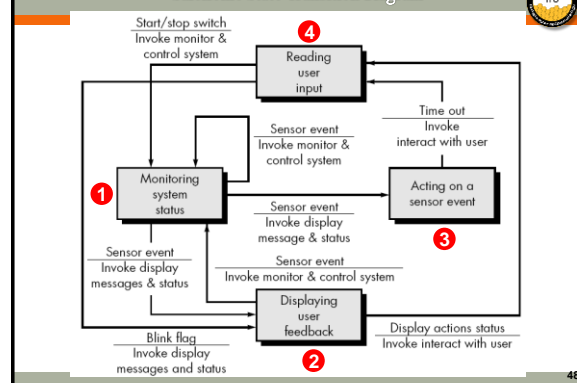 Start/stop switch
Invoke monitor &
control system
4
Reading
user
input
Time out
Invoke
interact with user
Sensor event
Invoke monitor &
control system
1
Monitoring
system
status
Acting on a
sensor event
3
Sensor event
Invoke display
message & status
Sensor event
Invoke display
messages & status
Sensor event
Invoke monitor & control system
Displaying
user
feedback
2
Display actions status
Invoke interact with user
Blink flag
Invoke display
messages and status
48